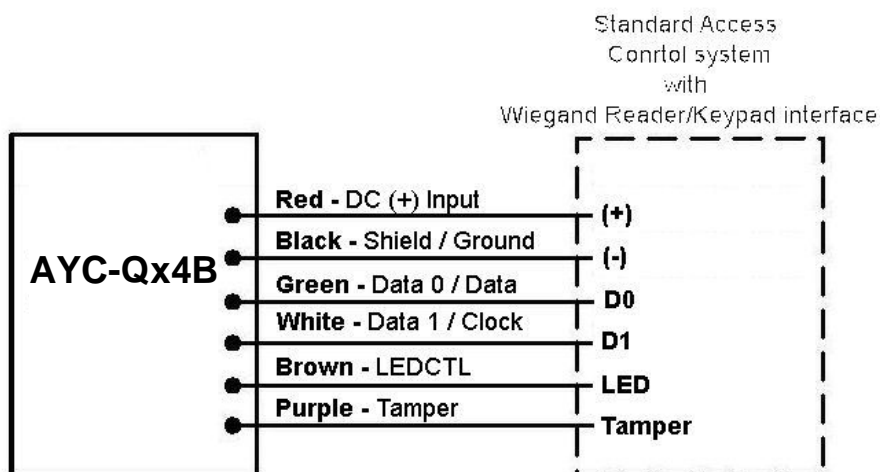 Standard Access
Conrtol system
with
Wiegand Reader/Keypad interface
AYC-Qx4B
Red - DC (+) Input
(+)
Black - Shield / Ground
(-)
Green - Data 0 / Data
D0
White - Data 1 / Clock
D1
Brown - LEDCTL
LED
Purple - Tamper
Tamper